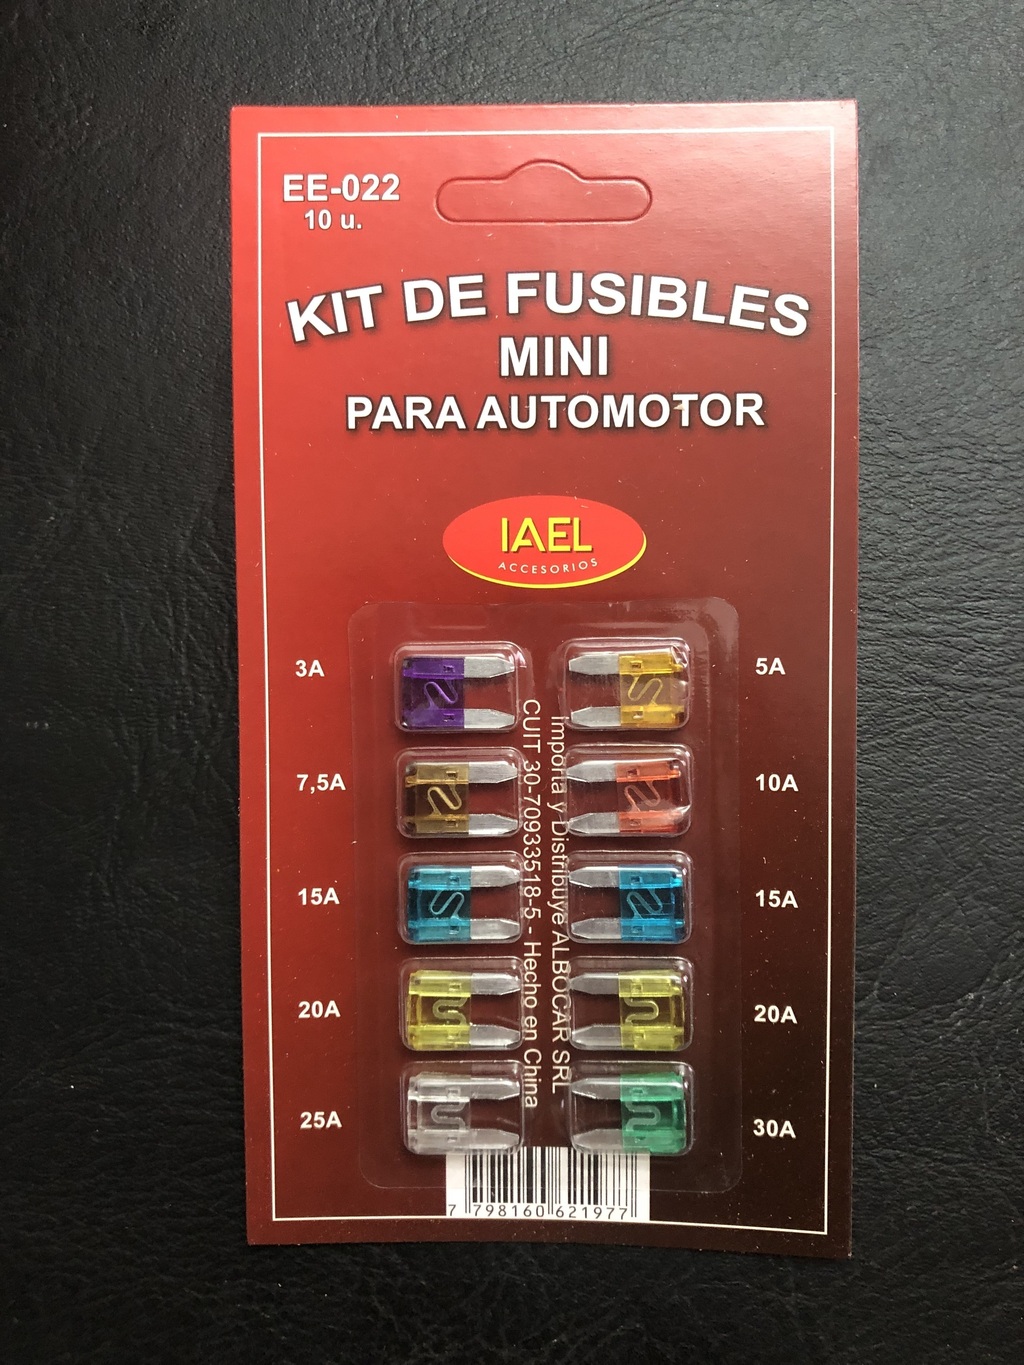 EE-022
10 u.
KIT DE FUSIBLES
MINI
PARA AUTOMOTOR
IAEL
ACCESORIOS
3A
5A
7,5A
10A
15A
15A
20A
20A
25A
30A
Importa y Distribuye ALBOCAR SRL
CUIT 30-70933518-5 - Hecho en China
7 798160 621977